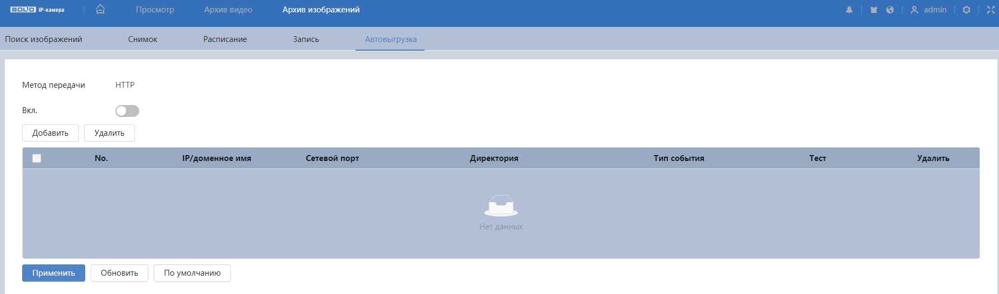 BOLID IP-камера Просмотр Архив видео Архив изображений admin
Поиск изображений Снимок Расписание Запись Автовыгрузка
Метод передачи HTTP
Вкл.
Добавить Удалить
No. IP/доменное имя Сетевой порт Директория Тип события Тест Удалить
Нет данных
Применить Обновить По умолчанию